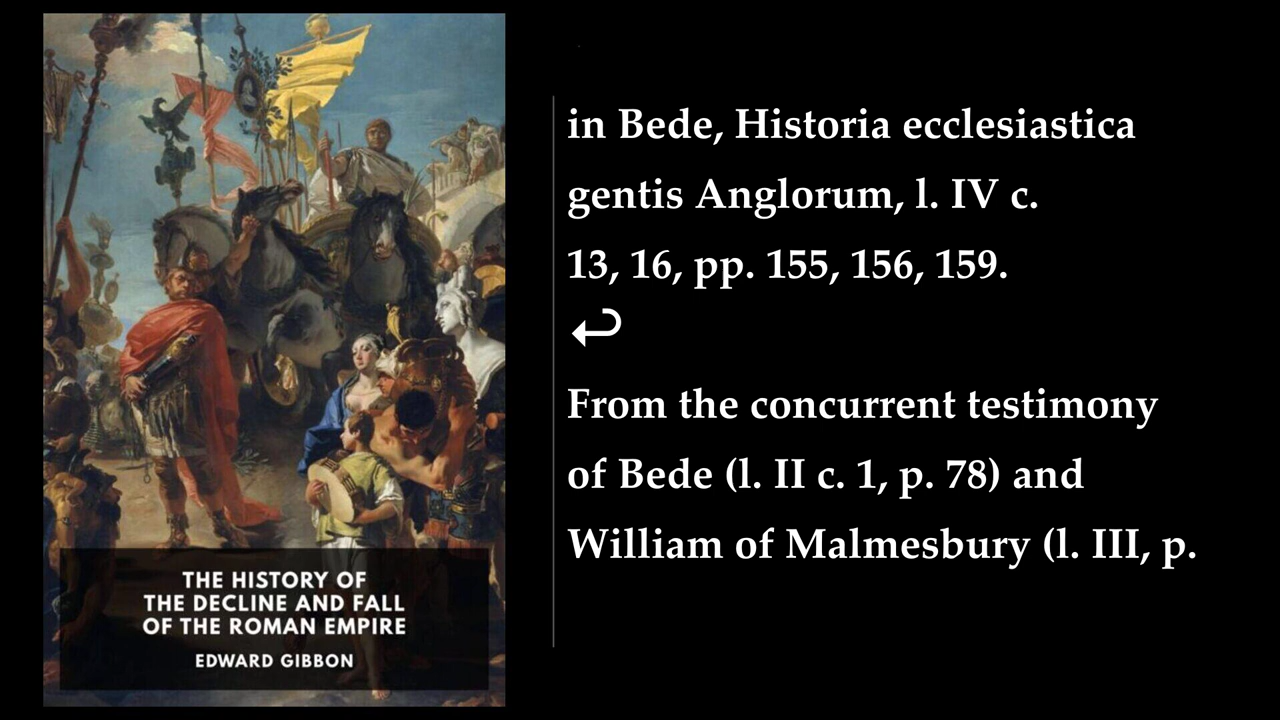 THE HISTORY OF
THE DECLINE AND FALL
OF THE ROMAN EMPIRE
EDWARD GIBBON
in Bede, Historia ecclesiastica
gentis Anglorum, l. IV c.
13, 16, pp. 155, 156, 159.
↩
From the concurrent testimony
of Bede (l. II c. 1, p. 78) and
William of Malmesbury (l. III, p.